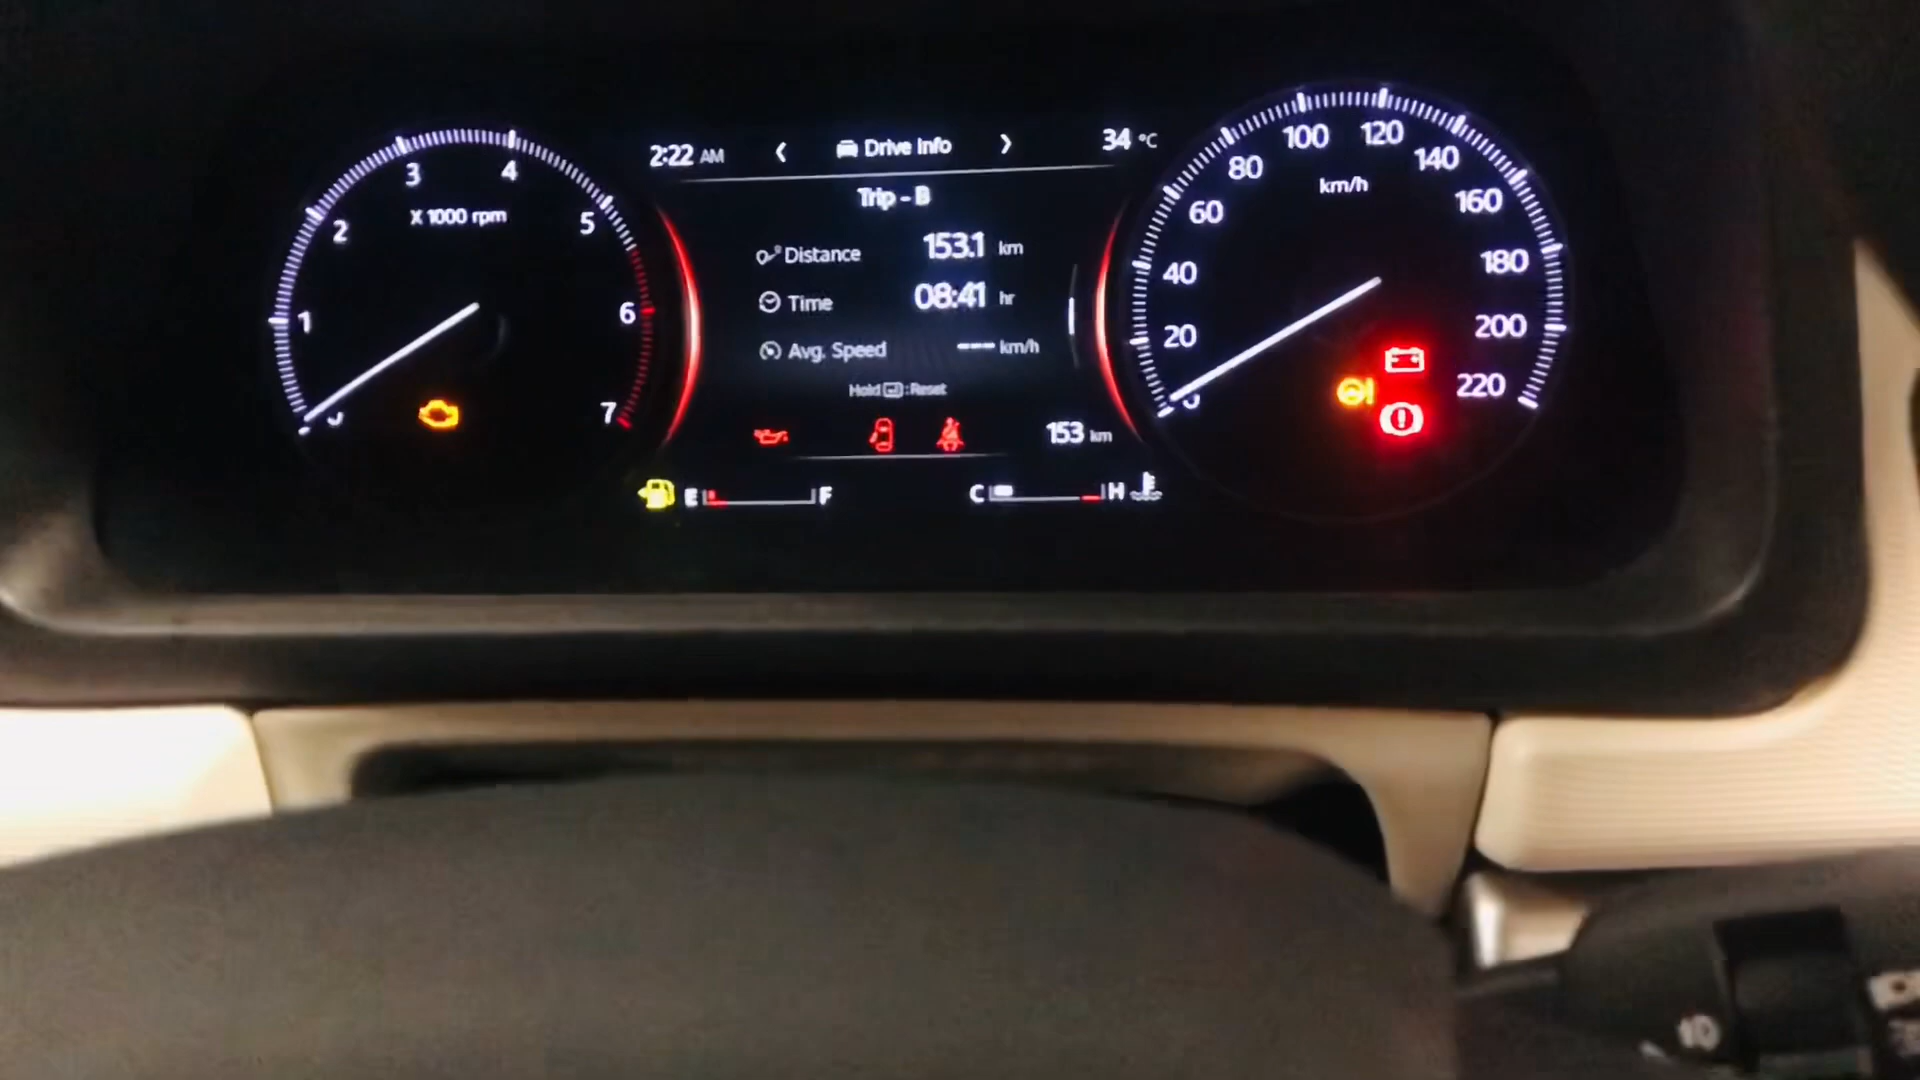 2:22 AM Drive Info 34 °C
Trip - B
Distance 153.1 km
Time 08:41 hr
Avg. Speed --- km/h
Hold : Reset
153 km
E F C H
1 2 3 4 5 6 7
X 1000 rpm
0 20 40 60 80 100 120 140 160 180 200 220
km/h